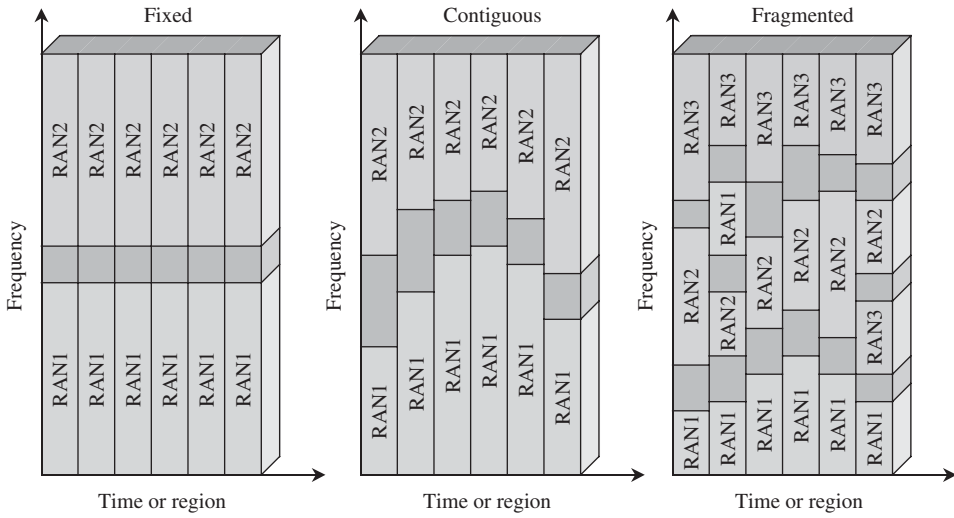 Fixed
Frequency
RAN2 RAN2 RAN2 RAN2 RAN2 RAN2
RAN1 RAN1 RAN1 RAN1 RAN1 RAN1
Time or region
Contiguous
Frequency
RAN2 RAN2 RAN2 RAN2 RAN2 RAN2
RAN1 RAN1 RAN1 RAN1 RAN1 RAN1
Time or region
Fragmented
Frequency
RAN3 RAN3 RAN3 RAN3 RAN3 RAN3
RAN2 RAN1 RAN2 RAN2 RAN2 RAN2
RAN2 RAN3
RAN1 RAN1 RAN1 RAN1 RAN1 RAN1
Time or region